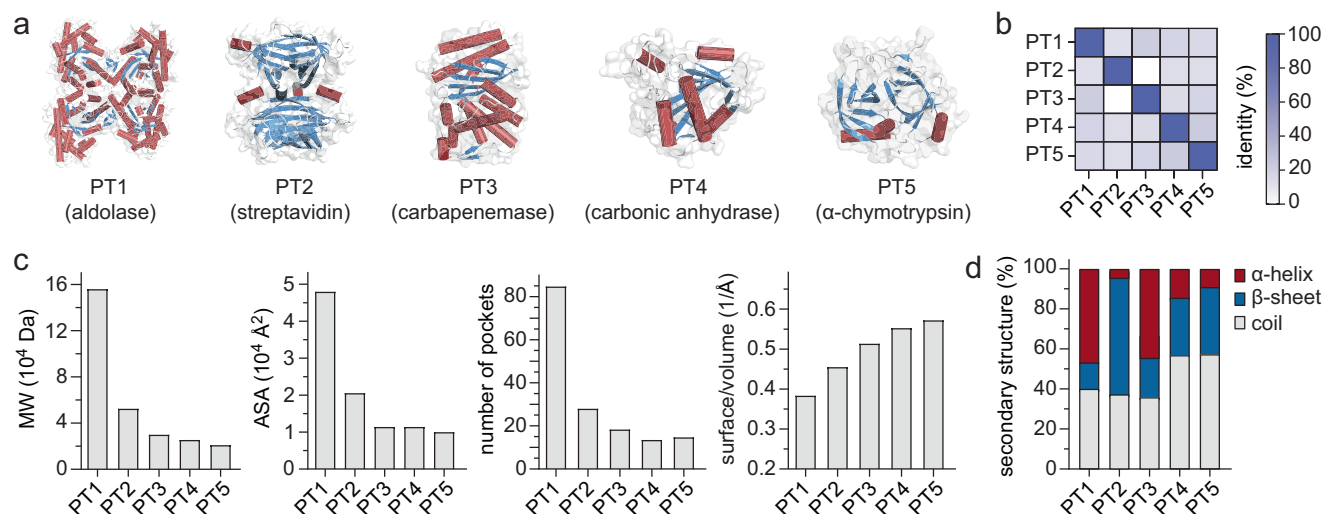 a
PT1
(aldolase)
PT2
(streptavidin)
PT3
(carbapenemase)
PT4
(carbonic anhydrase)
PT5
(α-chymotrypsin)
b
PT1
PT2
PT3
PT4
PT5
PT1
PT2
PT3
PT4
PT5
100
80
60
40
20
0
identity (%)
c
MW (10⁴ Da)
16
12
8
4
0
PT1
PT2
PT3
PT4
PT5
ASA (10⁴ Å²)
5
4
3
2
1
0
PT1
PT2
PT3
PT4
PT5
number of pockets
80
60
40
20
0
PT1
PT2
PT3
PT4
PT5
surface/volume (1/Å)
0.6
0.5
0.4
0.3
0.2
PT1
PT2
PT3
PT4
PT5
d
secondary structure (%)
100
80
60
40
20
0
PT1
PT2
PT3
PT4
PT5
α-helix
β-sheet
coil